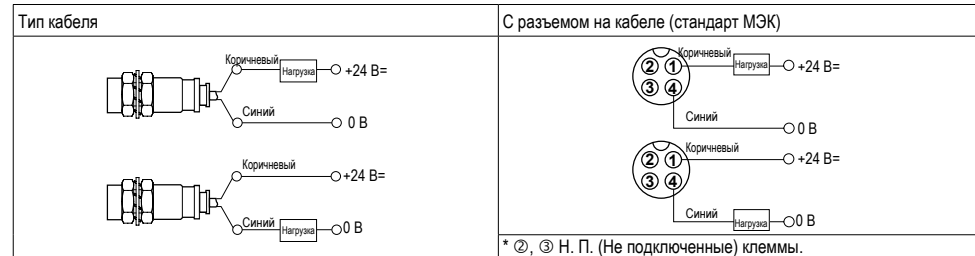 Тип кабеля
С разъемом на кабеле (стандарт МЭК)
Коричневый
Нагрузка
+24 В=
Синий
0 В
Коричневый
+24 В=
Синий
Нагрузка
0 В
Коричневый
2 1
Нагрузка
+24 В=
3 4
Синий
0 В
Коричневый
2 1
+24 В=
3 4
Синий
Нагрузка
0 В
* ②, ③ Н. П. (Не подключенные) клеммы.